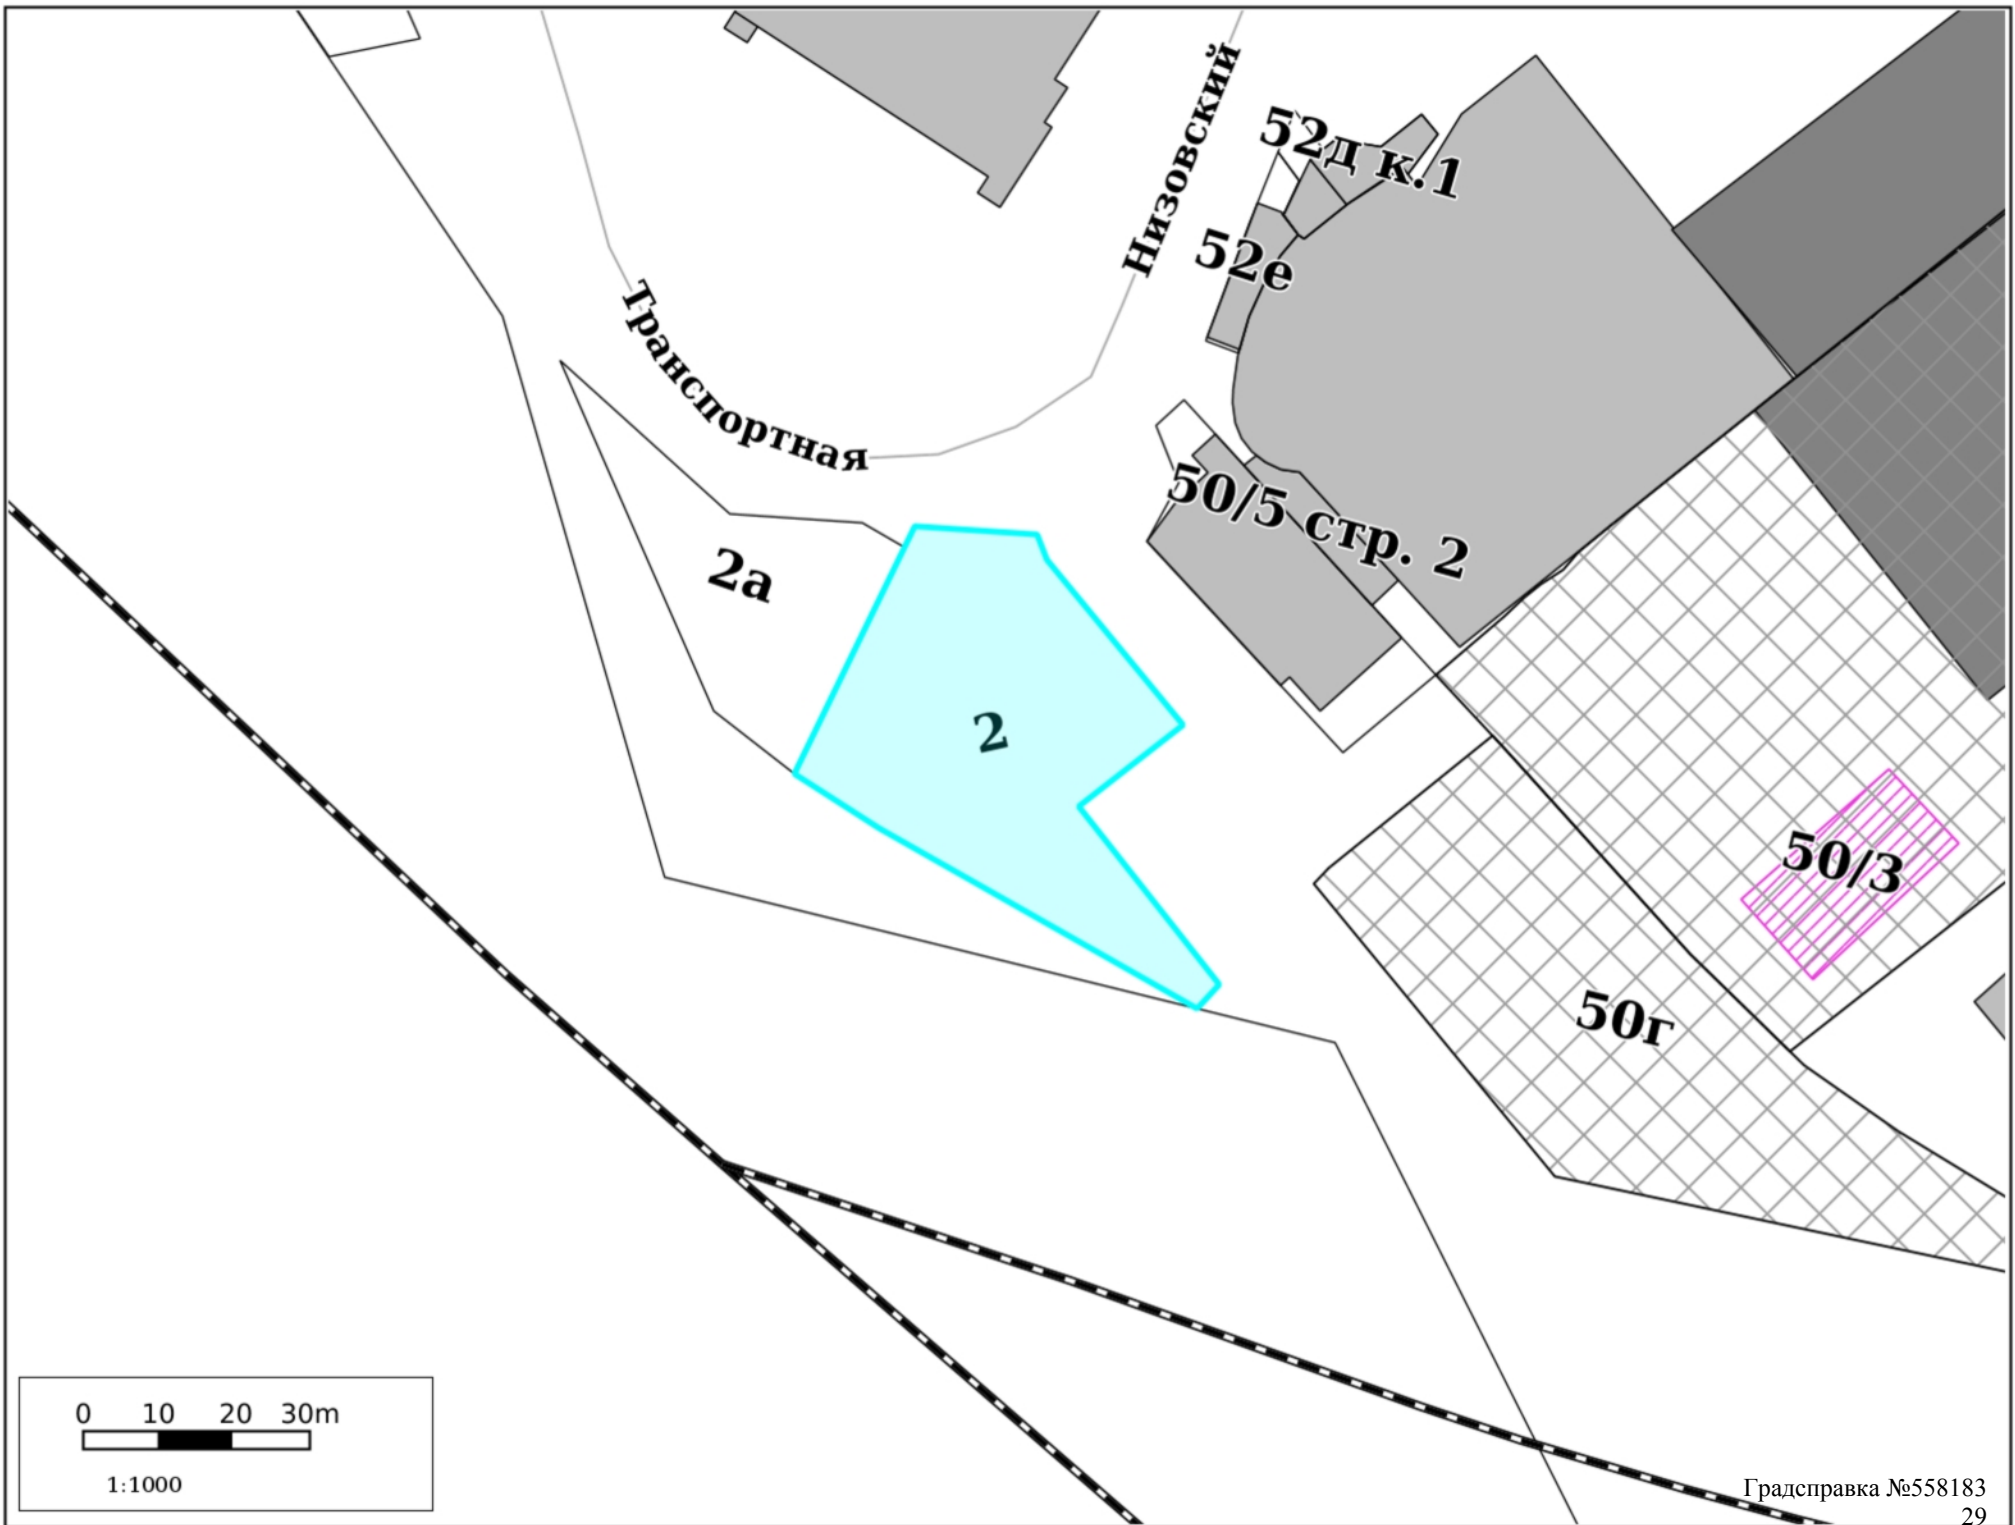 Низовский
52д к.1
52е
Транспортная
50/5 стр. 2
2а
2
50/3
50г
0 10 20 30m
1:1000
Градсправка №558183
29